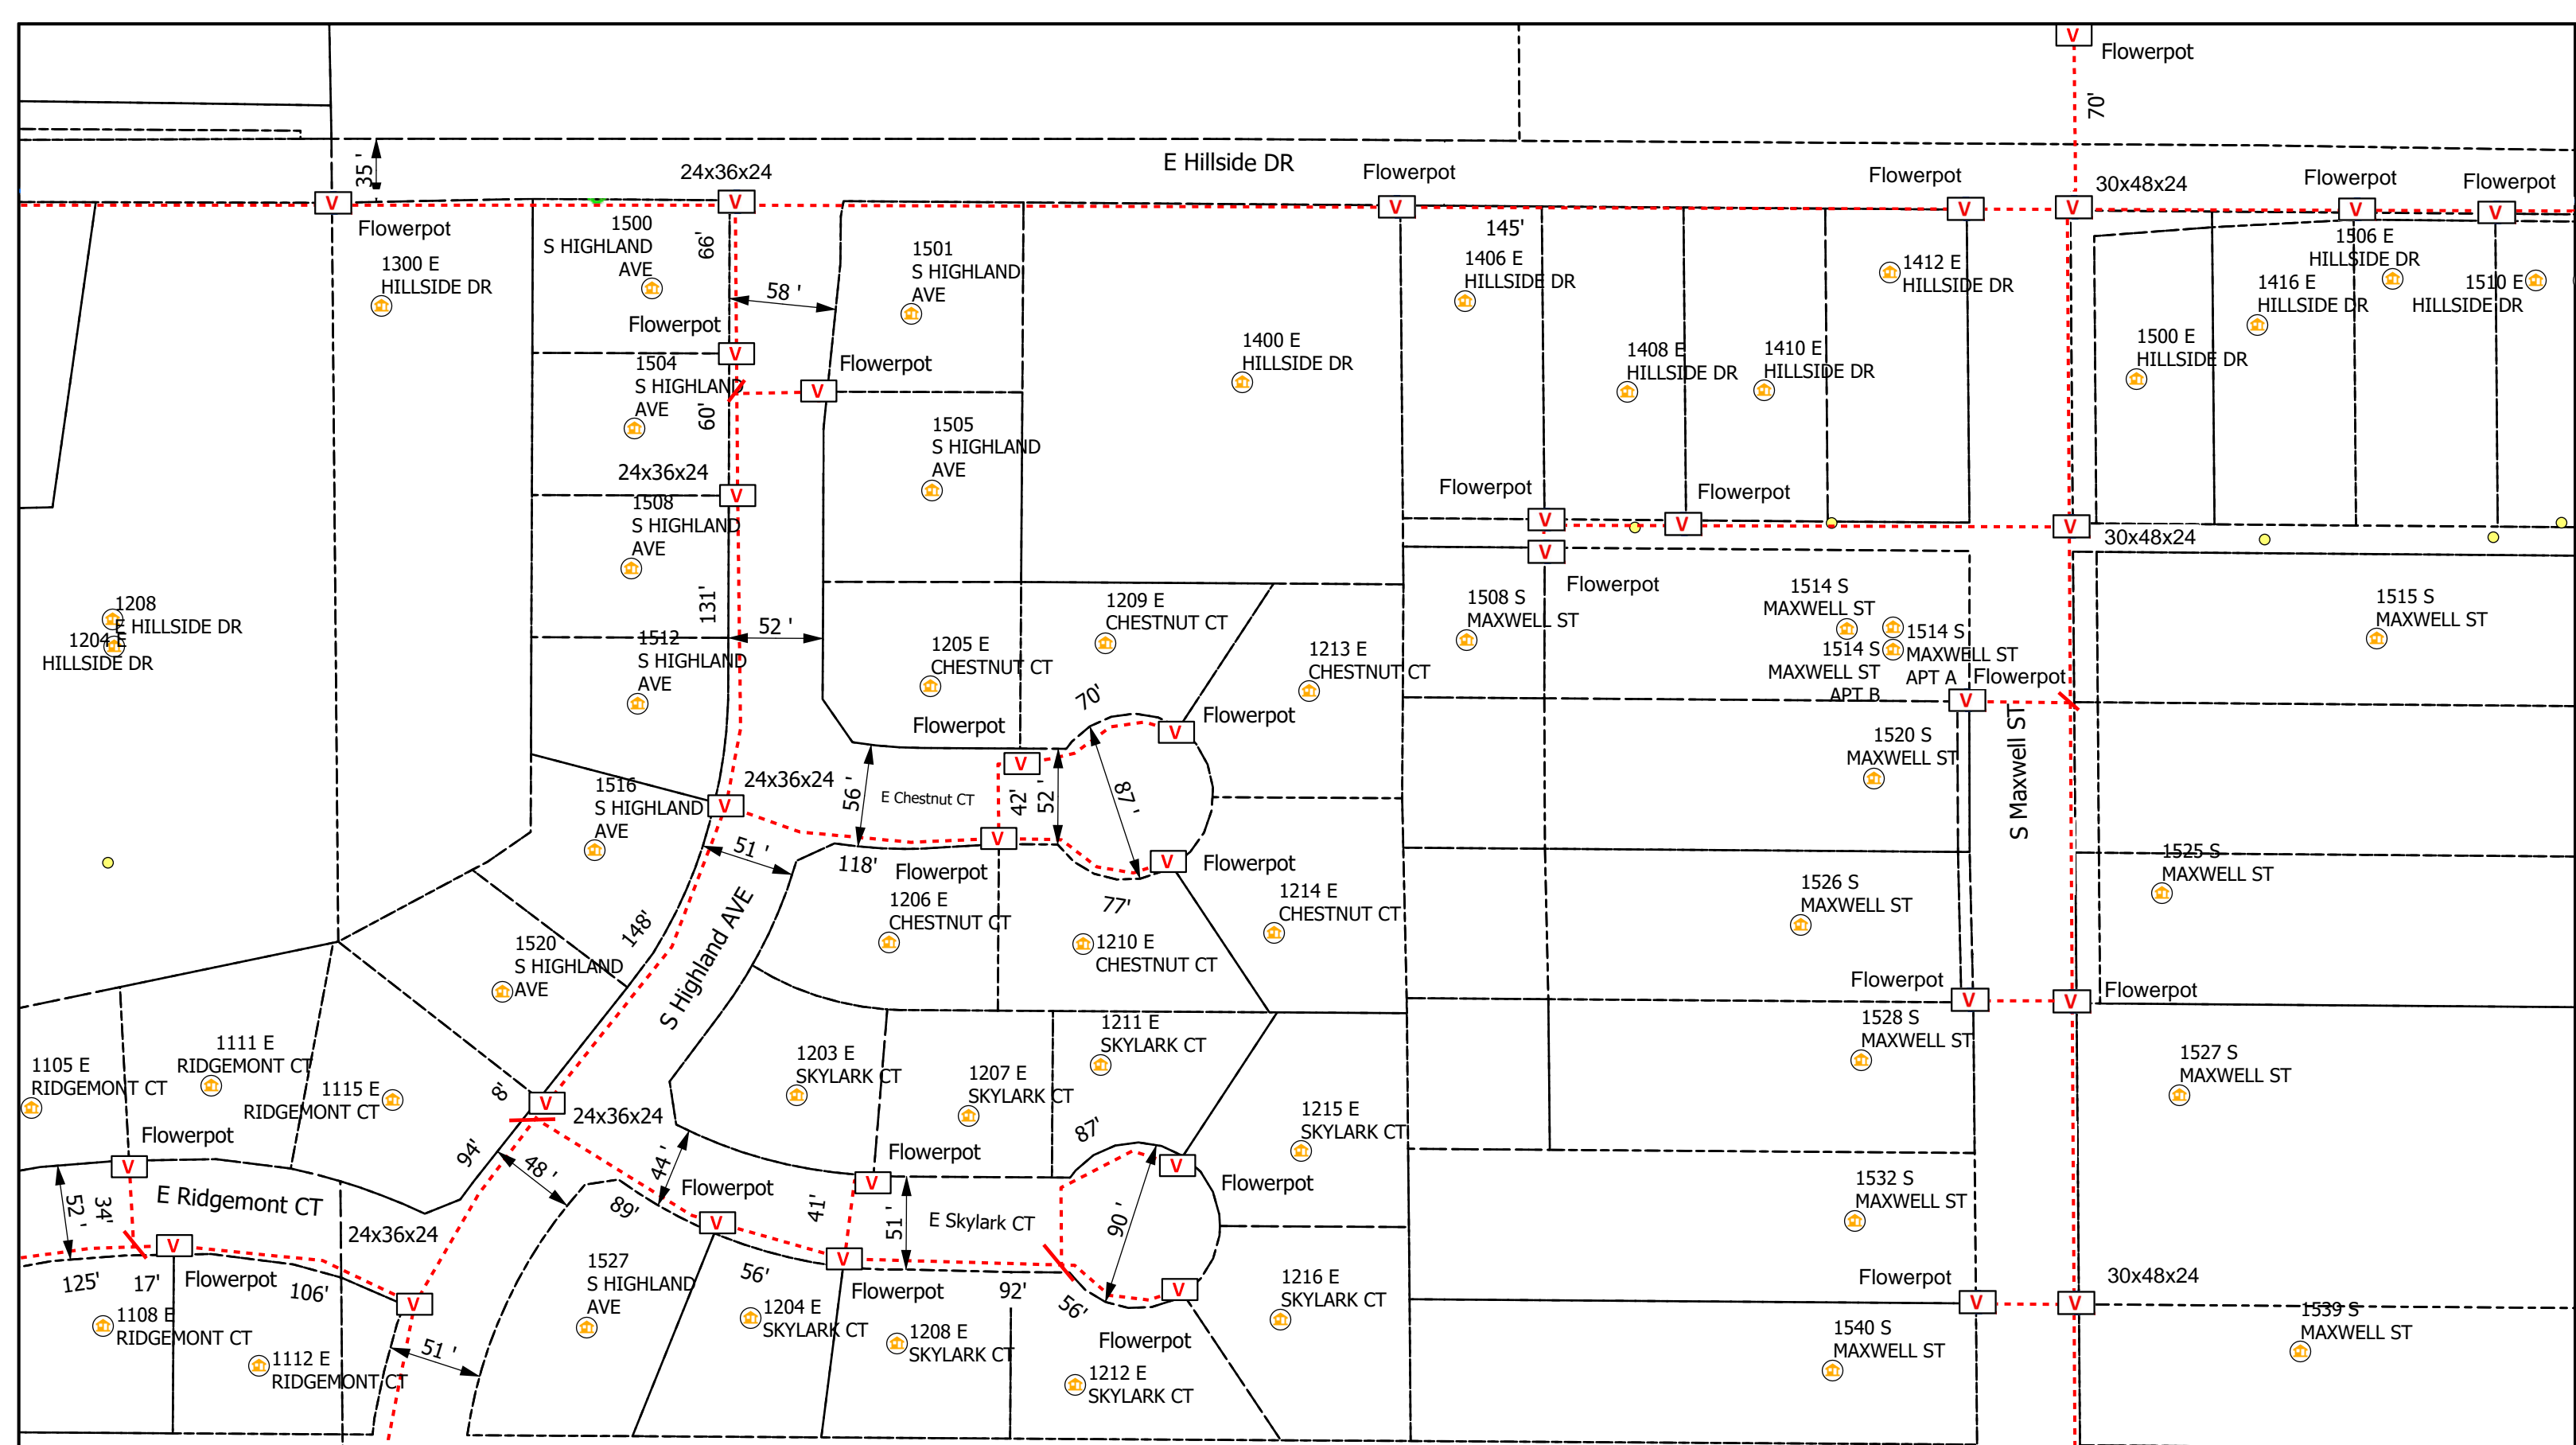 V
Flowerpot
70'
E Hillside DR
35 '
24x36x24
Flowerpot
Flowerpot
30x48x24
Flowerpot
Flowerpot
V
V
V
V
V
V
V
Flowerpot
1300 E
HILLSIDE DR
1500
S HIGHLAND
AVE
66'
58 '
1501
S HIGHLAND
AVE
145'
1406 E
HILLSIDE DR
1412 E
HILLSIDE DR
1506 E
HILLSIDE DR
1416 E
HILLSIDE DR
1510 E
HILLSIDE DR
Flowerpot
V
Flowerpot
V
1400 E
HILLSIDE DR
1408 E
HILLSIDE DR
1410 E
HILLSIDE DR
1500 E
HILLSIDE DR
1504
S HIGHLAND
AVE
60'
1505
S HIGHLAND
AVE
24x36x24
V
Flowerpot
V
Flowerpot
V
V
30x48x24
1508
S HIGHLAND
AVE
V
Flowerpot
131'
52 '
1208
E HILLSIDE DR
1204 E
HILLSIDE DR
1512
S HIGHLAND
AVE
1205 E
CHESTNUT CT
1209 E
CHESTNUT CT
1213 E
CHESTNUT CT
1508 S
MAXWELL ST
1514 S
MAXWELL ST
1514 S
MAXWELL ST
APT A
1514 S
MAXWELL ST
APT B
1515 S
MAXWELL ST
Flowerpot
V
70'
Flowerpot
Flowerpot
V
V
S Maxwell ST
1520 S
MAXWELL ST
24x36x24
V
1516
S HIGHLAND
AVE
56 '
E Chestnut CT
42'
52 '
87 '
V
V
Flowerpot
51 '
118'
Flowerpot
77'
1206 E
CHESTNUT CT
1210 E
CHESTNUT CT
1214 E
CHESTNUT CT
1526 S
MAXWELL ST
1525 S
MAXWELL ST
148'
S Highland AVE
1520
S HIGHLAND
AVE
Flowerpot
V
V
Flowerpot
1528 S
MAXWELL ST
1527 S
MAXWELL ST
1105 E
RIDGEMONT CT
1111 E
RIDGEMONT CT
1115 E
RIDGEMONT CT
8'
V
24x36x24
1203 E
SKYLARK CT
1207 E
SKYLARK CT
1211 E
SKYLARK CT
1215 E
SKYLARK CT
Flowerpot
V
94'
48 '
44 '
Flowerpot
V
87'
V
Flowerpot
52 '
34'
E Ridgemont CT
24x36x24
89'
Flowerpot
V
41'
51 '
E Skylark CT
90 '
1532 S
MAXWELL ST
V
Flowerpot
125'
17'
106'
V
1527
S HIGHLAND
AVE
56'
V
Flowerpot
92'
56'
V
Flowerpot
1216 E
SKYLARK CT
Flowerpot
V
V
30x48x24
1108 E
RIDGEMONT CT
1112 E
RIDGEMONT CT
51 '
1204 E
SKYLARK CT
1208 E
SKYLARK CT
1212 E
SKYLARK CT
1540 S
MAXWELL ST
1539 S
MAXWELL ST